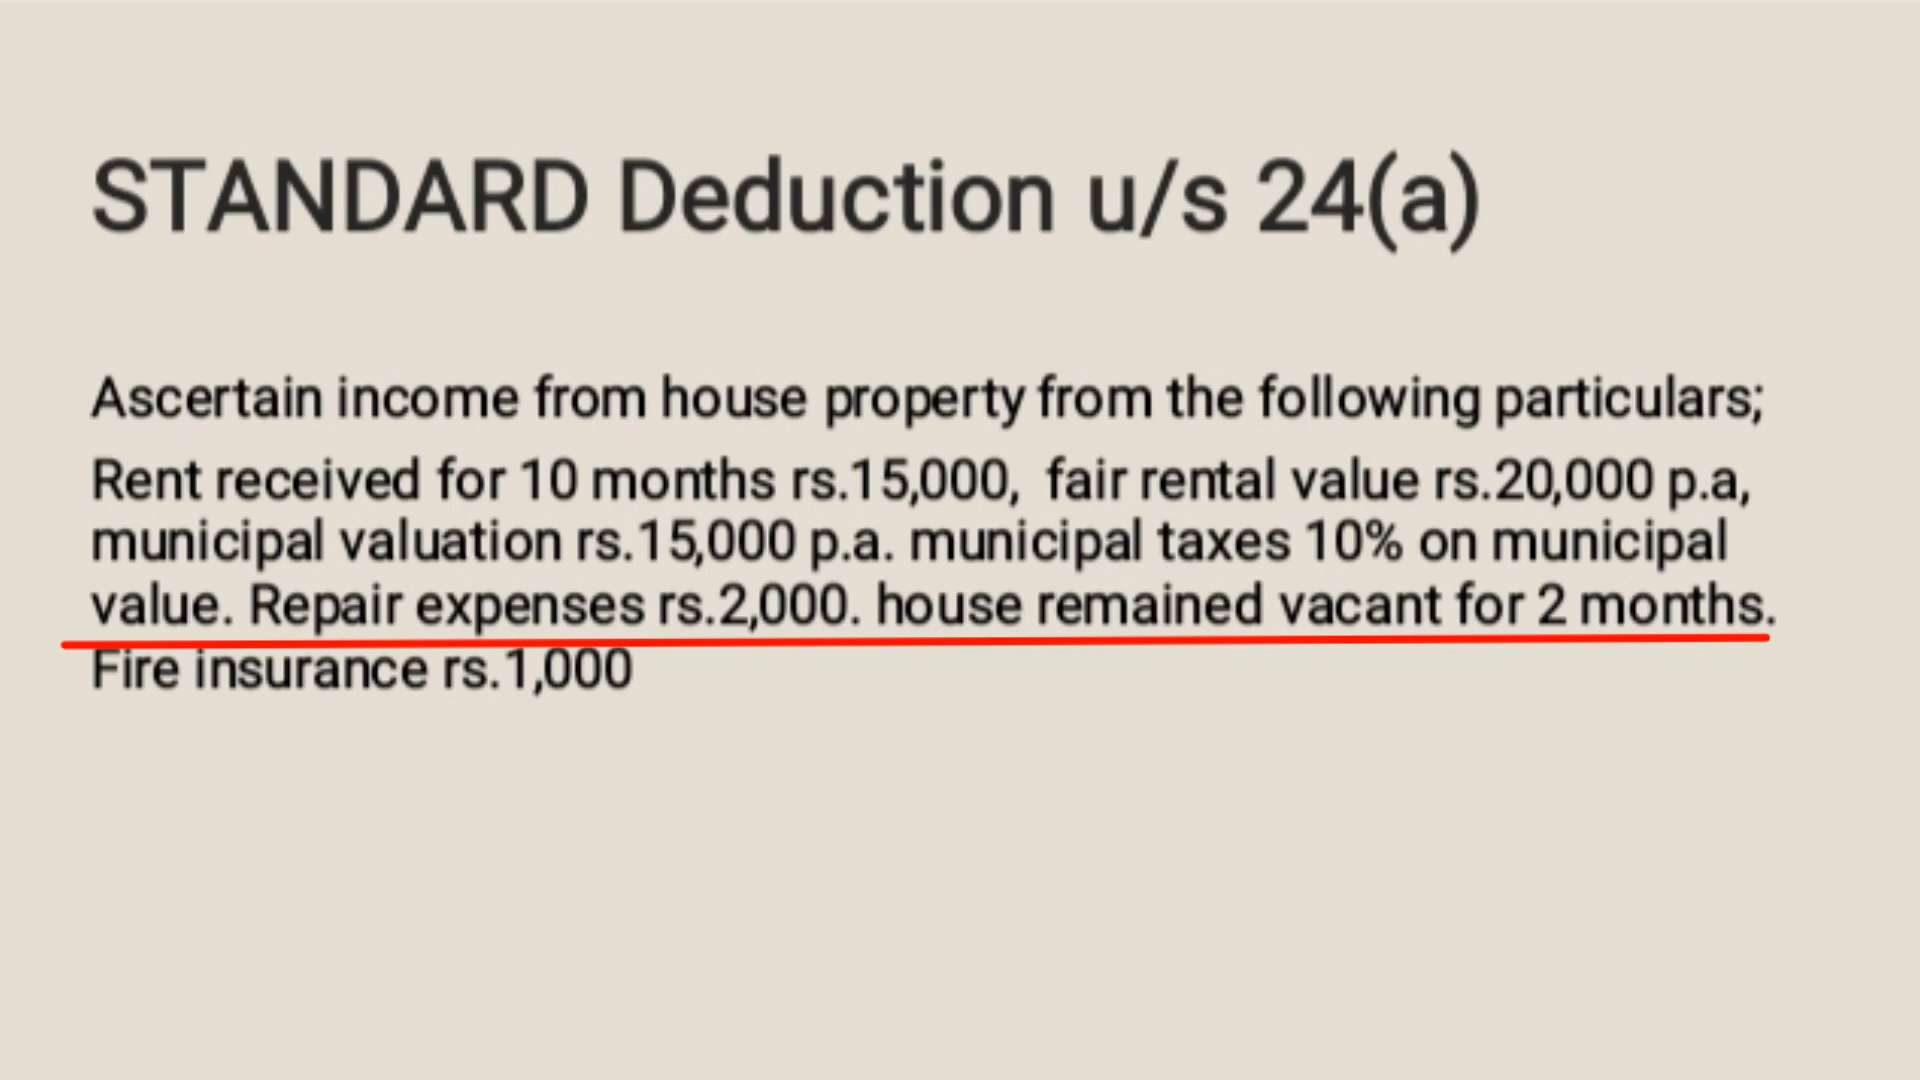 STANDARD Deduction u/s 24(a)
Ascertain income from house property from the following particulars;
Rent received for 10 months rs.15,000, fair rental value rs.20,000 p.a,
municipal valuation rs.15,000 p.a. municipal taxes 10% on municipal
value. Repair expenses rs.2,000. house remained vacant for 2 months.
Fire insurance rs.1,000